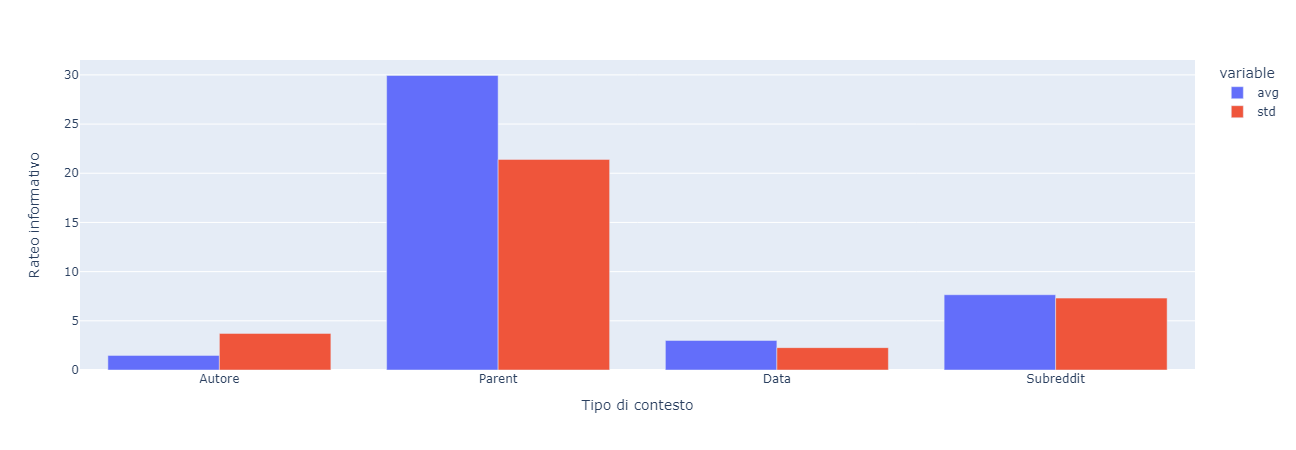 variable
avg
std
Rateo informativo
30
25
20
15
10
5
0
Autore Parent Data Subreddit
Tipo di contesto